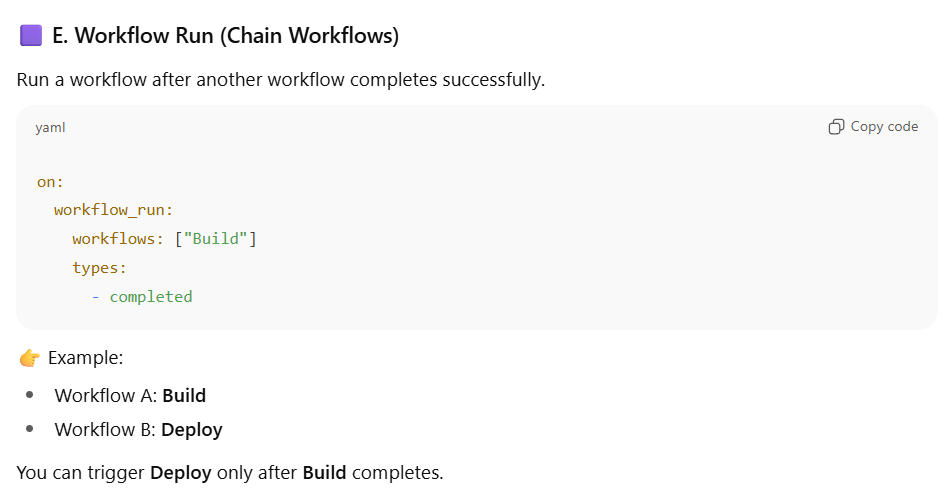 🟪 E. Workflow Run (Chain Workflows)
Run a workflow after another workflow completes successfully.
yaml
Copy code
on:
  workflow_run:
    workflows: ["Build"]
    types:
      - completed
👉 Example:
• Workflow A: Build
• Workflow B: Deploy
You can trigger Deploy only after Build completes.